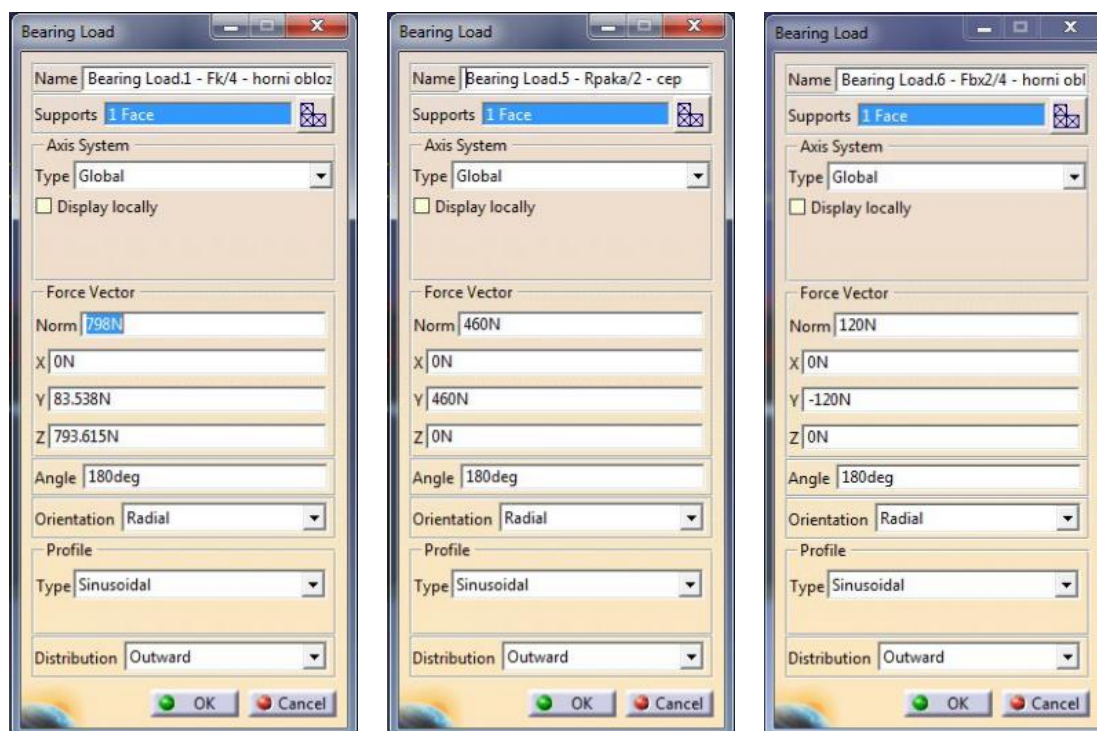 Bearing Load
Name Bearing Load.1 - Fk/4 - horni obloz
Supports 1 Face
Axis System
Type Global
Display locally
Force Vector
Norm 798N
X 0N
Y 83.538N
Z 793.615N
Angle 180deg
Orientation Radial
Profile
Type Sinusoidal
Distribution Outward
OK Cancel
Bearing Load
Name Bearing Load.5 - Rpaka/2 - cep
Supports 1 Face
Axis System
Type Global
Display locally
Force Vector
Norm 460N
X 0N
Y 460N
Z 0N
Angle 180deg
Orientation Radial
Profile
Type Sinusoidal
Distribution Outward
OK Cancel
Bearing Load
Name Bearing Load.6 - Fbx2/4 - horni obl
Supports 1 Face
Axis System
Type Global
Display locally
Force Vector
Norm 120N
X 0N
Y -120N
Z 0N
Angle 180deg
Orientation Radial
Profile
Type Sinusoidal
Distribution Outward
OK Cancel